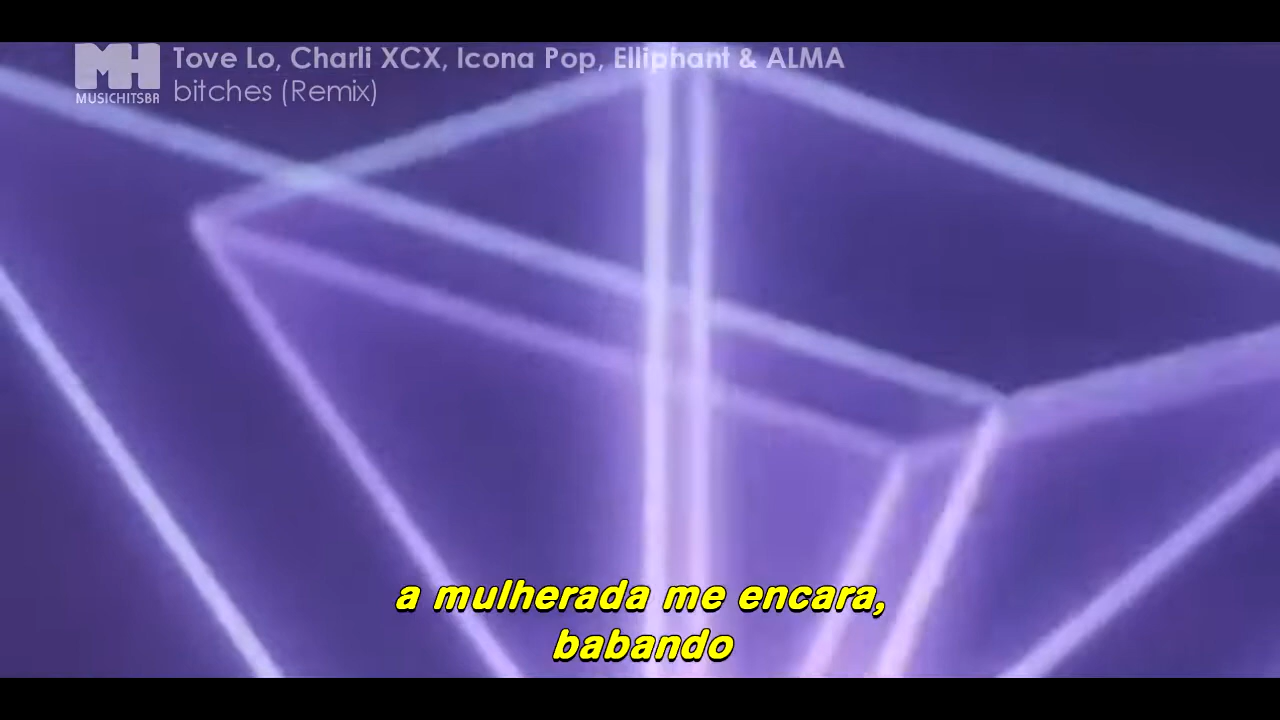 Tove Lo, Charli XCX, Icona Pop, Elliphant & ALMA
MH
MUSICHITSBR
bitches (Remix)
a mulherada me encara,
babando